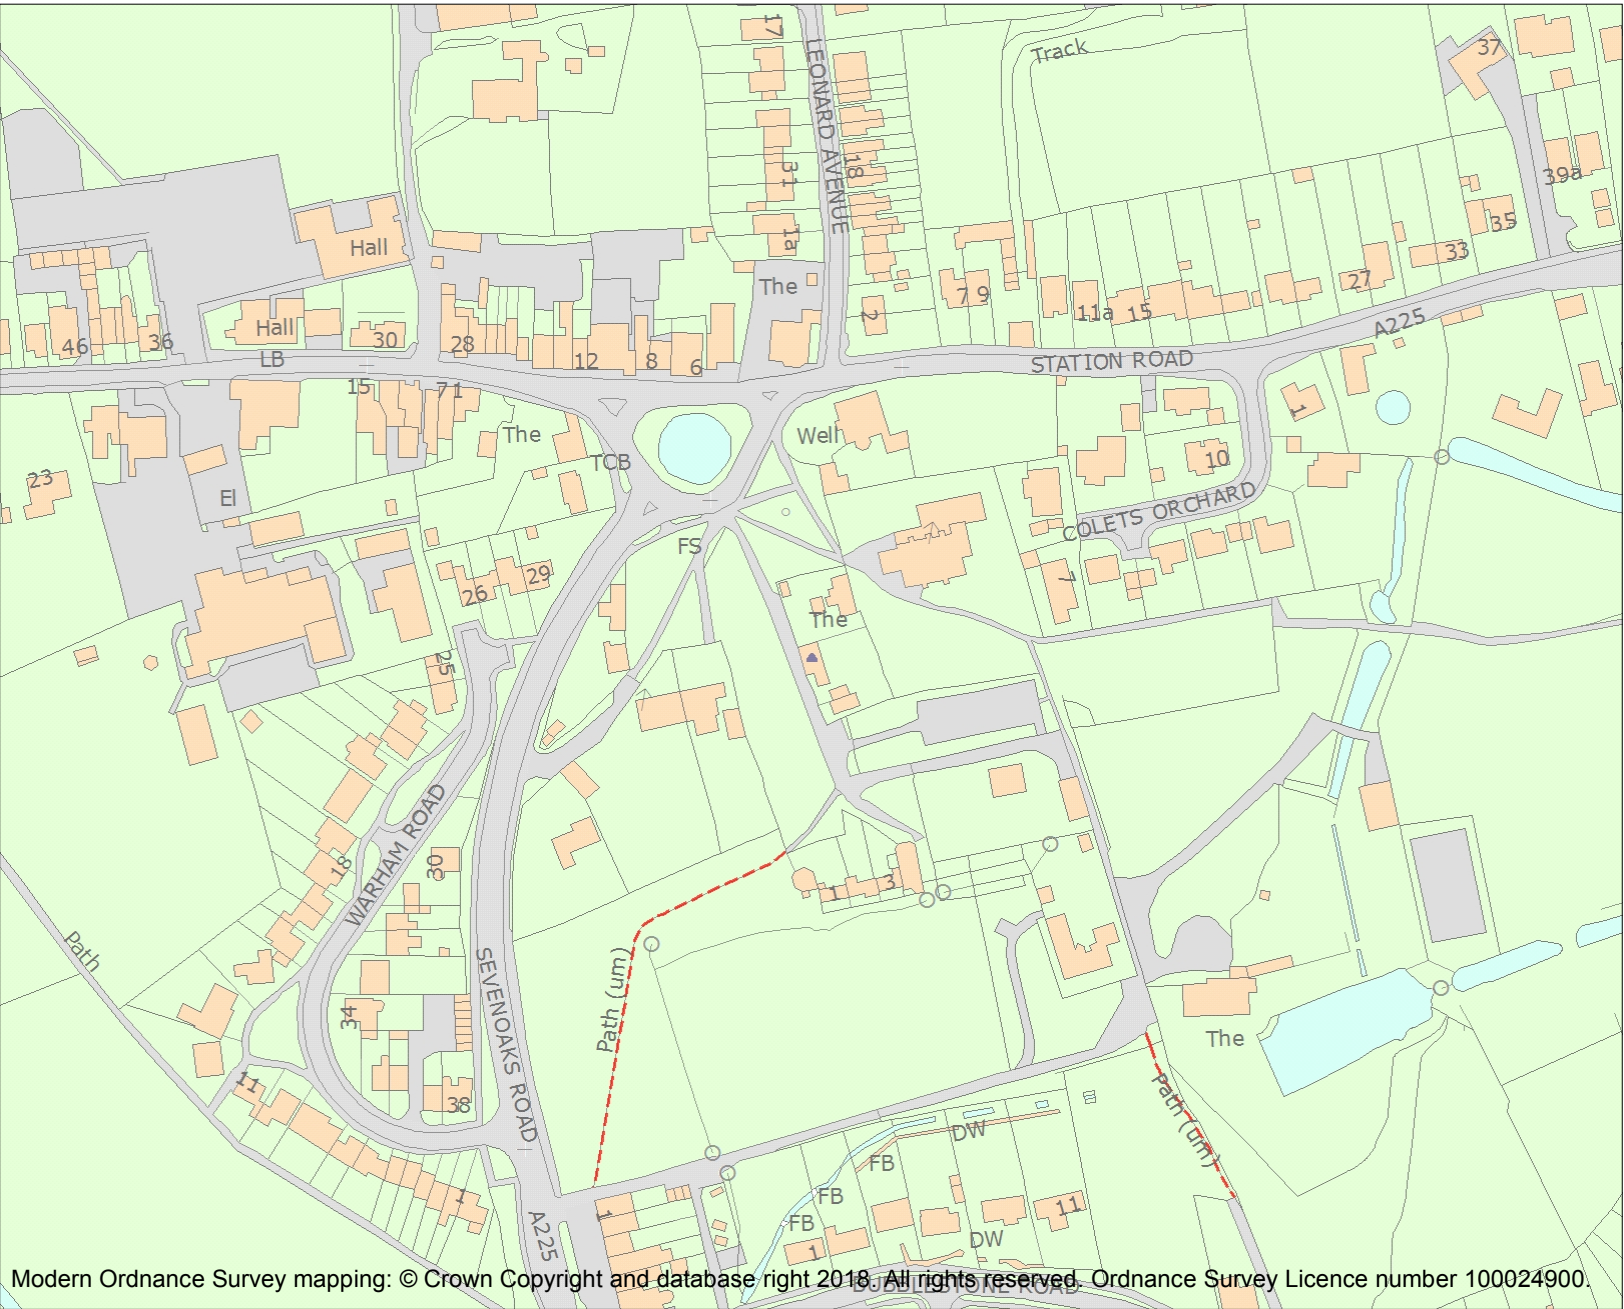 17
LEONARD AVENUE
Track
37
31
18
39a
1a
35
Hall
33
The
7 9
27
11a
15
2
Hall
46
36
30
28
12
8
6
LB
A225
STATION ROAD
15
71
1
The
Well
TCB
10
23
El
COLETS ORCHARD
FS
7
26
29
The
25
WARHAM ROAD
18
30
1
3
Path
SEVENOAKS ROAD
Path (um)
34
The
11
38
Path (um)
DW
FB
FB
FB
1
1
A225
11
DW
1
BUBBLESTONE ROAD
Modern Ordnance Survey mapping: © Crown Copyright and database right 2018. All rights reserved. Ordnance Survey Licence number 100024900.